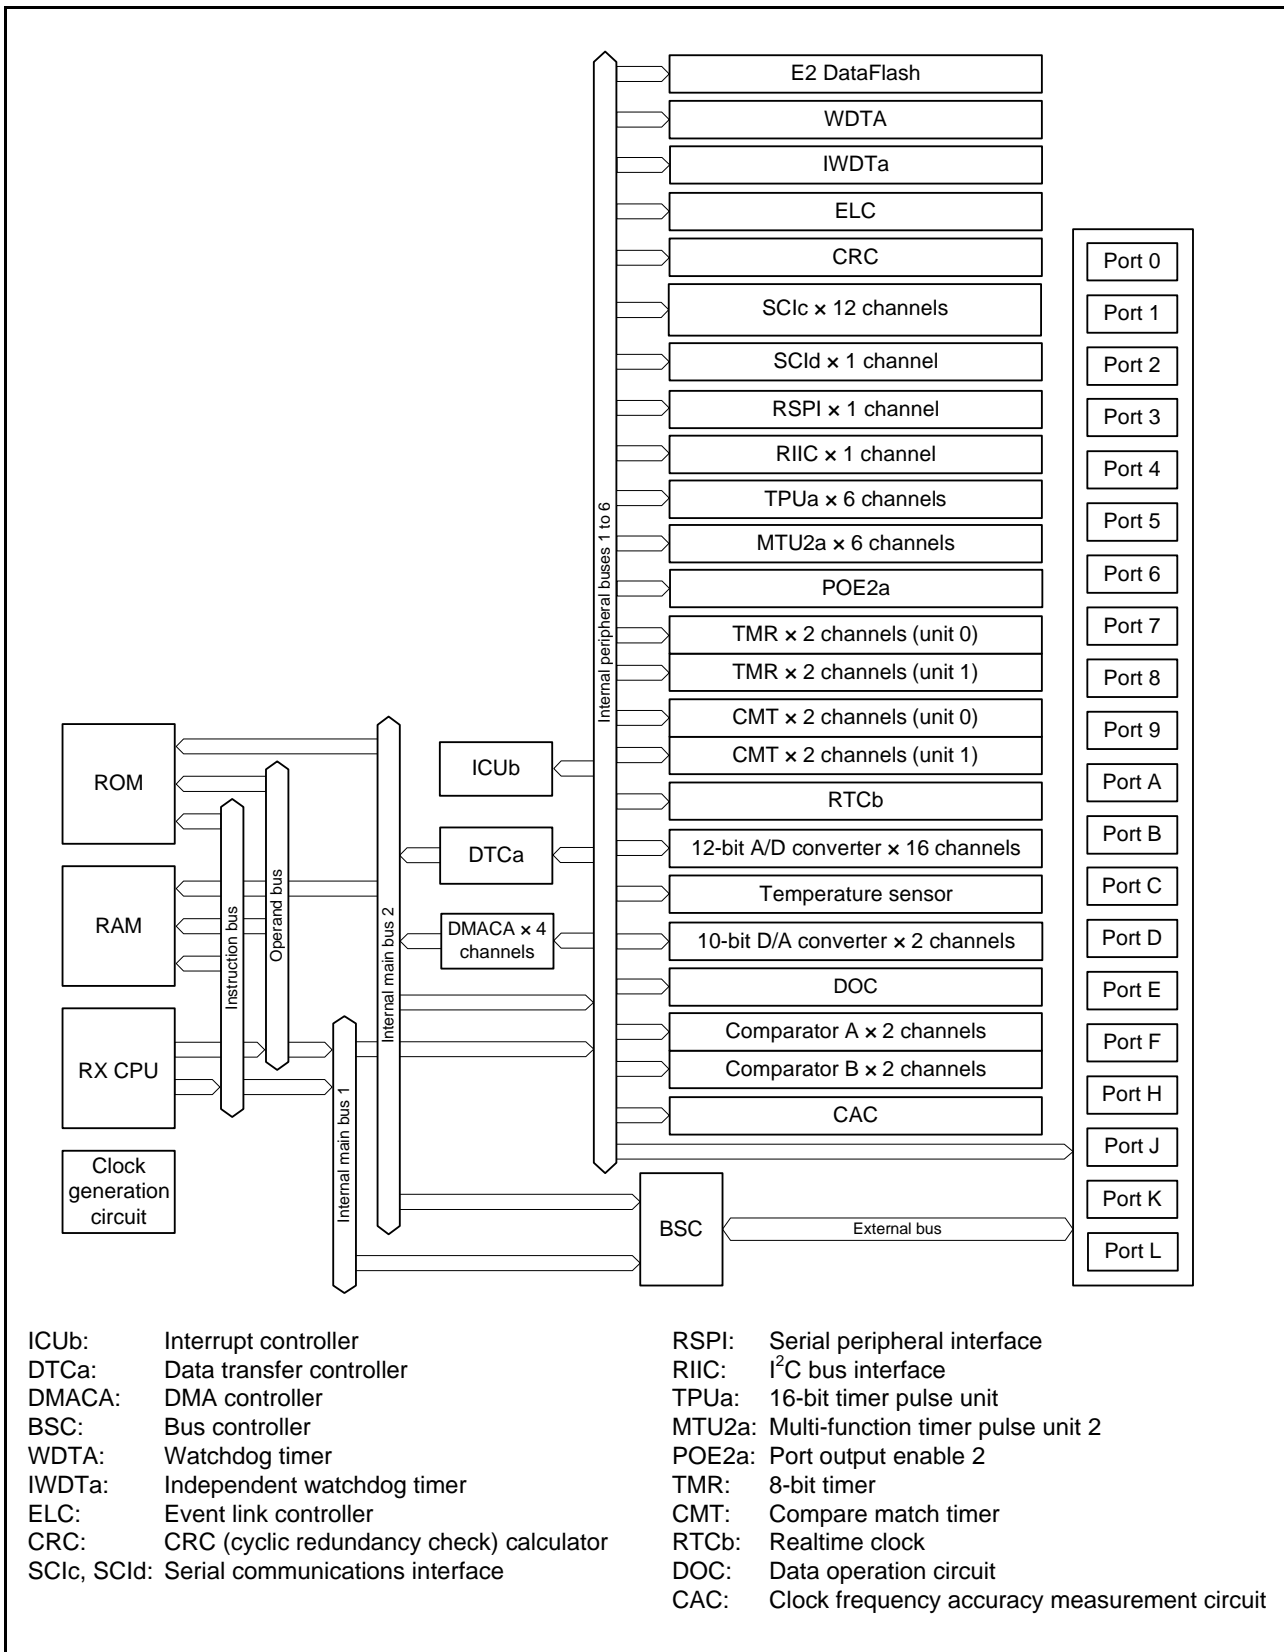 E2 DataFlash
WDTA
IWDTa
ELC
CRC
SCIc × 12 channels
SCId × 1 channel
RSPI × 1 channel
RIIC × 1 channel
TPUa × 6 channels
MTU2a × 6 channels
POE2a
TMR × 2 channels (unit 0)
TMR × 2 channels (unit 1)
CMT × 2 channels (unit 0)
CMT × 2 channels (unit 1)
RTCb
12-bit A/D converter × 16 channels
Temperature sensor
10-bit D/A converter × 2 channels
DOC
Comparator A × 2 channels
Comparator B × 2 channels
CAC
Port 0
Port 1
Port 2
Port 3
Port 4
Port 5
Port 6
Port 7
Port 8
Port 9
Port A
Port B
Port C
Port D
Port E
Port F
Port H
Port J
Port K
Port L
Internal peripheral buses 1 to 6
ICUb
DTCa
DMACA × 4
channels
Internal main bus 2
Operand bus
Instruction bus
Internal main bus 1
ROM
RAM
RX CPU
Clock
generation
circuit
BSC
External bus
ICUb: Interrupt controller
DTCa: Data transfer controller
DMACA: DMA controller
BSC: Bus controller
WDTA: Watchdog timer
IWDTa: Independent watchdog timer
ELC: Event link controller
CRC: CRC (cyclic redundancy check) calculator
SCIc, SCId: Serial communications interface
RSPI: Serial peripheral interface
RIIC: I²C bus interface
TPUa: 16-bit timer pulse unit
MTU2a: Multi-function timer pulse unit 2
POE2a: Port output enable 2
TMR: 8-bit timer
CMT: Compare match timer
RTCb: Realtime clock
DOC: Data operation circuit
CAC: Clock frequency accuracy measurement circuit